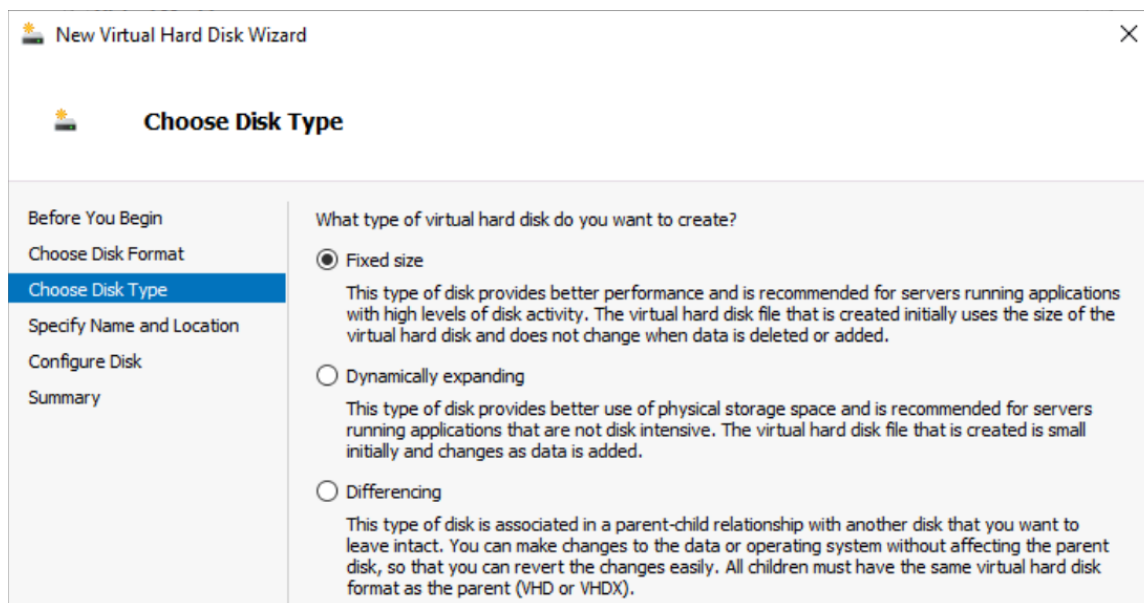 New Virtual Hard Disk Wizard
Choose Disk Type
Before You Begin
Choose Disk Format
Choose Disk Type
Specify Name and Location
Configure Disk
Summary
What type of virtual hard disk do you want to create?
Fixed size
This type of disk provides better performance and is recommended for servers running applications
with high levels of disk activity. The virtual hard disk file that is created initially uses the size of the
virtual hard disk and does not change when data is deleted or added.
Dynamically expanding
This type of disk provides better use of physical storage space and is recommended for servers
running applications that are not disk intensive. The virtual hard disk file that is created is small
initially and changes as data is added.
Differencing
This type of disk is associated in a parent-child relationship with another disk that you want to
leave intact. You can make changes to the data or operating system without affecting the parent
disk, so that you can revert the changes easily. All children must have the same virtual hard disk
format as the parent (VHD or VHDX).